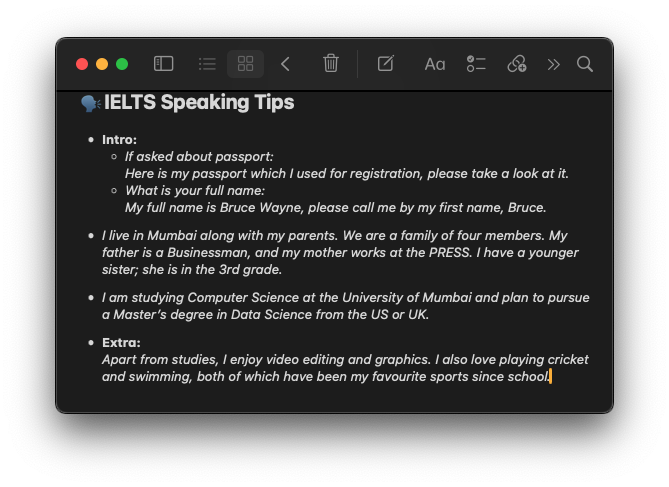 Aa
🗣️ IELTS Speaking Tips
• Intro:
◦ If asked about passport:
Here is my passport which I used for registration, please take a look at it.
◦ What is your full name:
My full name is Bruce Wayne, please call me by my first name, Bruce.
• I live in Mumbai along with my parents. We are a family of four members. My
father is a Businessman, and my mother works at the PRESS. I have a younger
sister; she is in the 3rd grade.
• I am studying Computer Science at the University of Mumbai and plan to pursue
a Master’s degree in Data Science from the US or UK.
• Extra:
Apart from studies, I enjoy video editing and graphics. I also love playing cricket
and swimming, both of which have been my favourite sports since school.